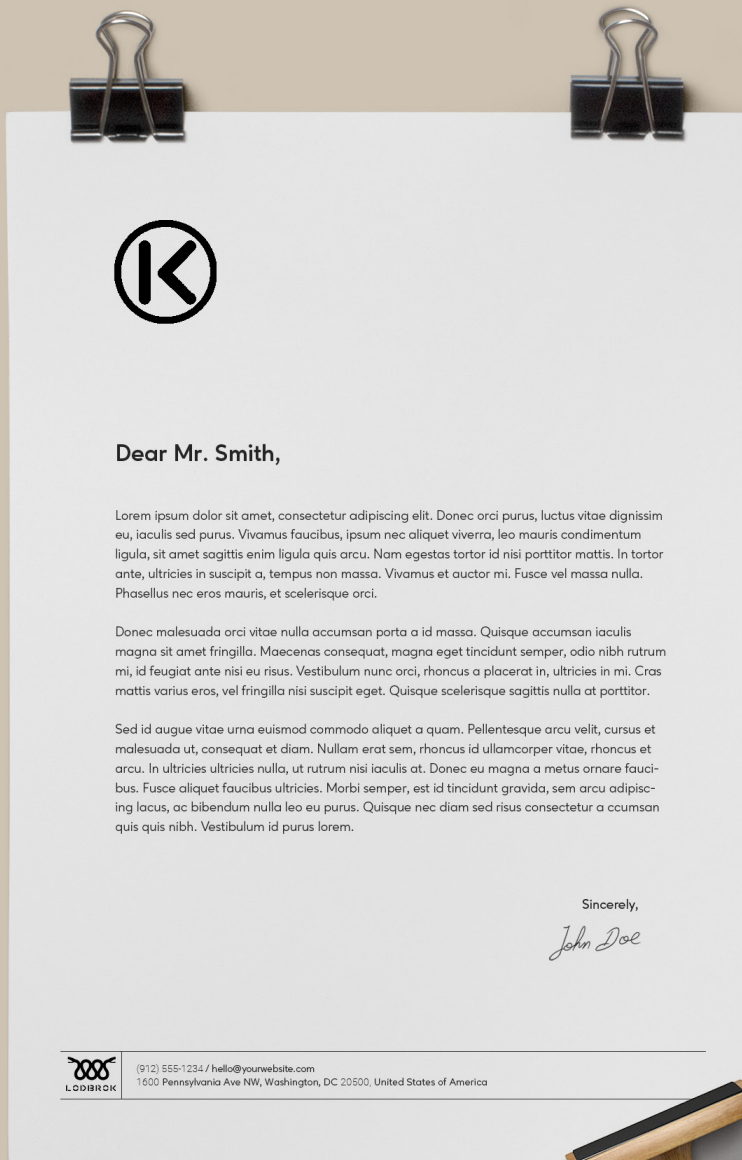 K
Dear Mr. Smith,
Lorem ipsum dolor sit amet, consectetur adipiscing elit. Donec orci purus, luctus vitae dignissim
eu, iaculis sed purus. Vivamus faucibus, ipsum nec aliquet viverra, leo mauris condimentum
ligula, sit amet sagittis enim ligula quis arcu. Nam egestas tortor id nisi porttitor mattis. In tortor
ante, ultricies in suscipit a, tempus non massa. Vivamus et auctor mi. Fusce vel massa nulla.
Phasellus nec eros mauris, et scelerisque orci.
Donec malesuada orci vitae nulla accumsan porta a id massa. Quisque accumsan iaculis
magna sit amet fringilla. Maecenas consequat, magna eget tincidunt semper, odio nibh rutrum
mi, id feugiat ante nisi eu risus. Vestibulum nunc orci, rhoncus a placerat in, ultricies in mi. Cras
mattis varius eros, vel fringilla nisi suscipit eget. Quisque scelerisque sagittis nulla at porttitor.
Sed id augue vitae urna euismod commodo aliquet a quam. Pellentesque arcu velit, cursus et
malesuada ut, consequat et diam. Nullam erat sem, rhoncus id ullamcorper vitae, rhoncus et
arcu. In ultricies ultricies nulla, ut rutrum nisi iaculis at. Donec eu magna a metus ornare fauci-
bus. Fusce aliquet faucibus ultricies. Morbi semper, est id tincidunt gravida, sem arcu adipisc-
ing lacus, ac bibendum nulla leo eu purus. Quisque nec diam sed risus consectetur a ccumsan
quis quis nibh. Vestibulum id purus lorem.
Sincerely,
John Doe
LODBROK
(912) 555-1234 / hello@yourwebsite.com
1600 Pennsylvania Ave NW, Washington, DC 20500, United States of America